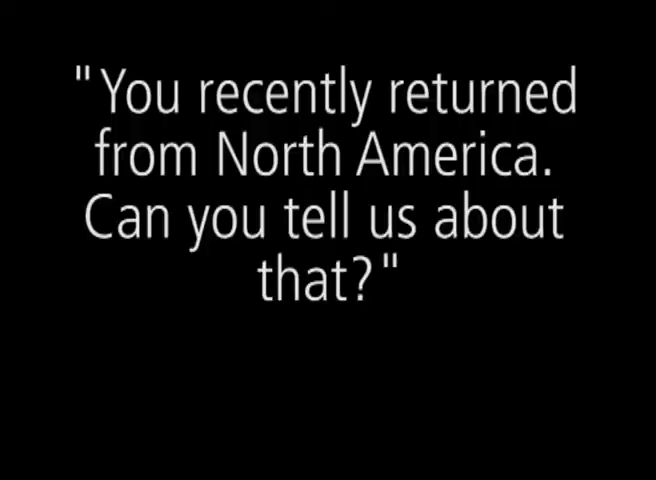 "You recently returned
from North America.
Can you tell us about
that?"